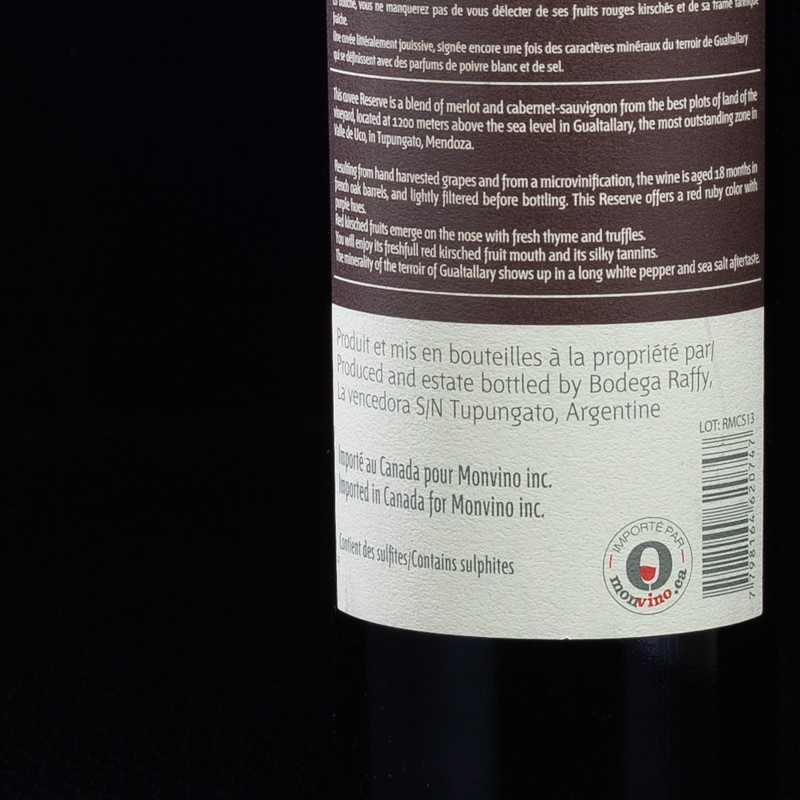 la bouche, vous ne manquerez pas de vous délecter de ses fruits rouges kirschés et de sa trame tannique
fraîche.
Une cuvée littéralement jouissive, signée encore une fois des caractères minéraux du terroir de Gualtallary
qui se définissent avec des parfums de poivre blanc et de sel.
This cuvee Reserve is a blend of merlot and cabernet-sauvignon from the best plots of land of the
vineyard, located at 1200 meters above the sea level in Gualtallary, the most outstanding zone in
Valle de Uco, in Tupungato, Mendoza.
Resulting from hand harvested grapes and from a microvinification, the wine is aged 18 months in
french oak barrels, and lightly filtered before bottling. This Reserve offers a red ruby color with
purple hues.
Red kirsched fruits emerge on the nose with fresh thyme and truffles.
You will enjoy its freshfull red kirsched fruit mouth and its silky tannins.
The minerality of the terroir of Gualtallary shows up in a long white pepper and sea salt aftertaste.
Produit et mis en bouteilles à la propriété par/
Produced and estate bottled by Bodega Raffy,
La vencedora S/N Tupungato, Argentine
LOT: RMCS13
Importé au Canada pour Monvino inc.
Imported in Canada for Monvino inc.
Contient des sulfites/Contains sulphites
IMPORTÉ PAR
monvino.ca
7798164620747